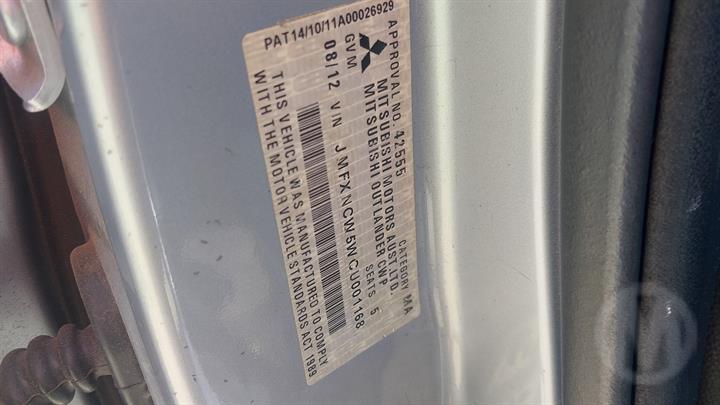 APPROVAL NO. 42555 CATEGORY MA
MITSUBISHI MOTORS AUST. LTD.
MITSUBISHI OUTLANDER CWP SEATS 5
GVM
08/12 VIN JMFXNCW5WCU001168
THIS VEHICLE WAS MANUFACTURED TO COMPLY
WITH THE MOTOR VEHICLE STANDARDS ACT 1989
PAT14/10/11A00026929